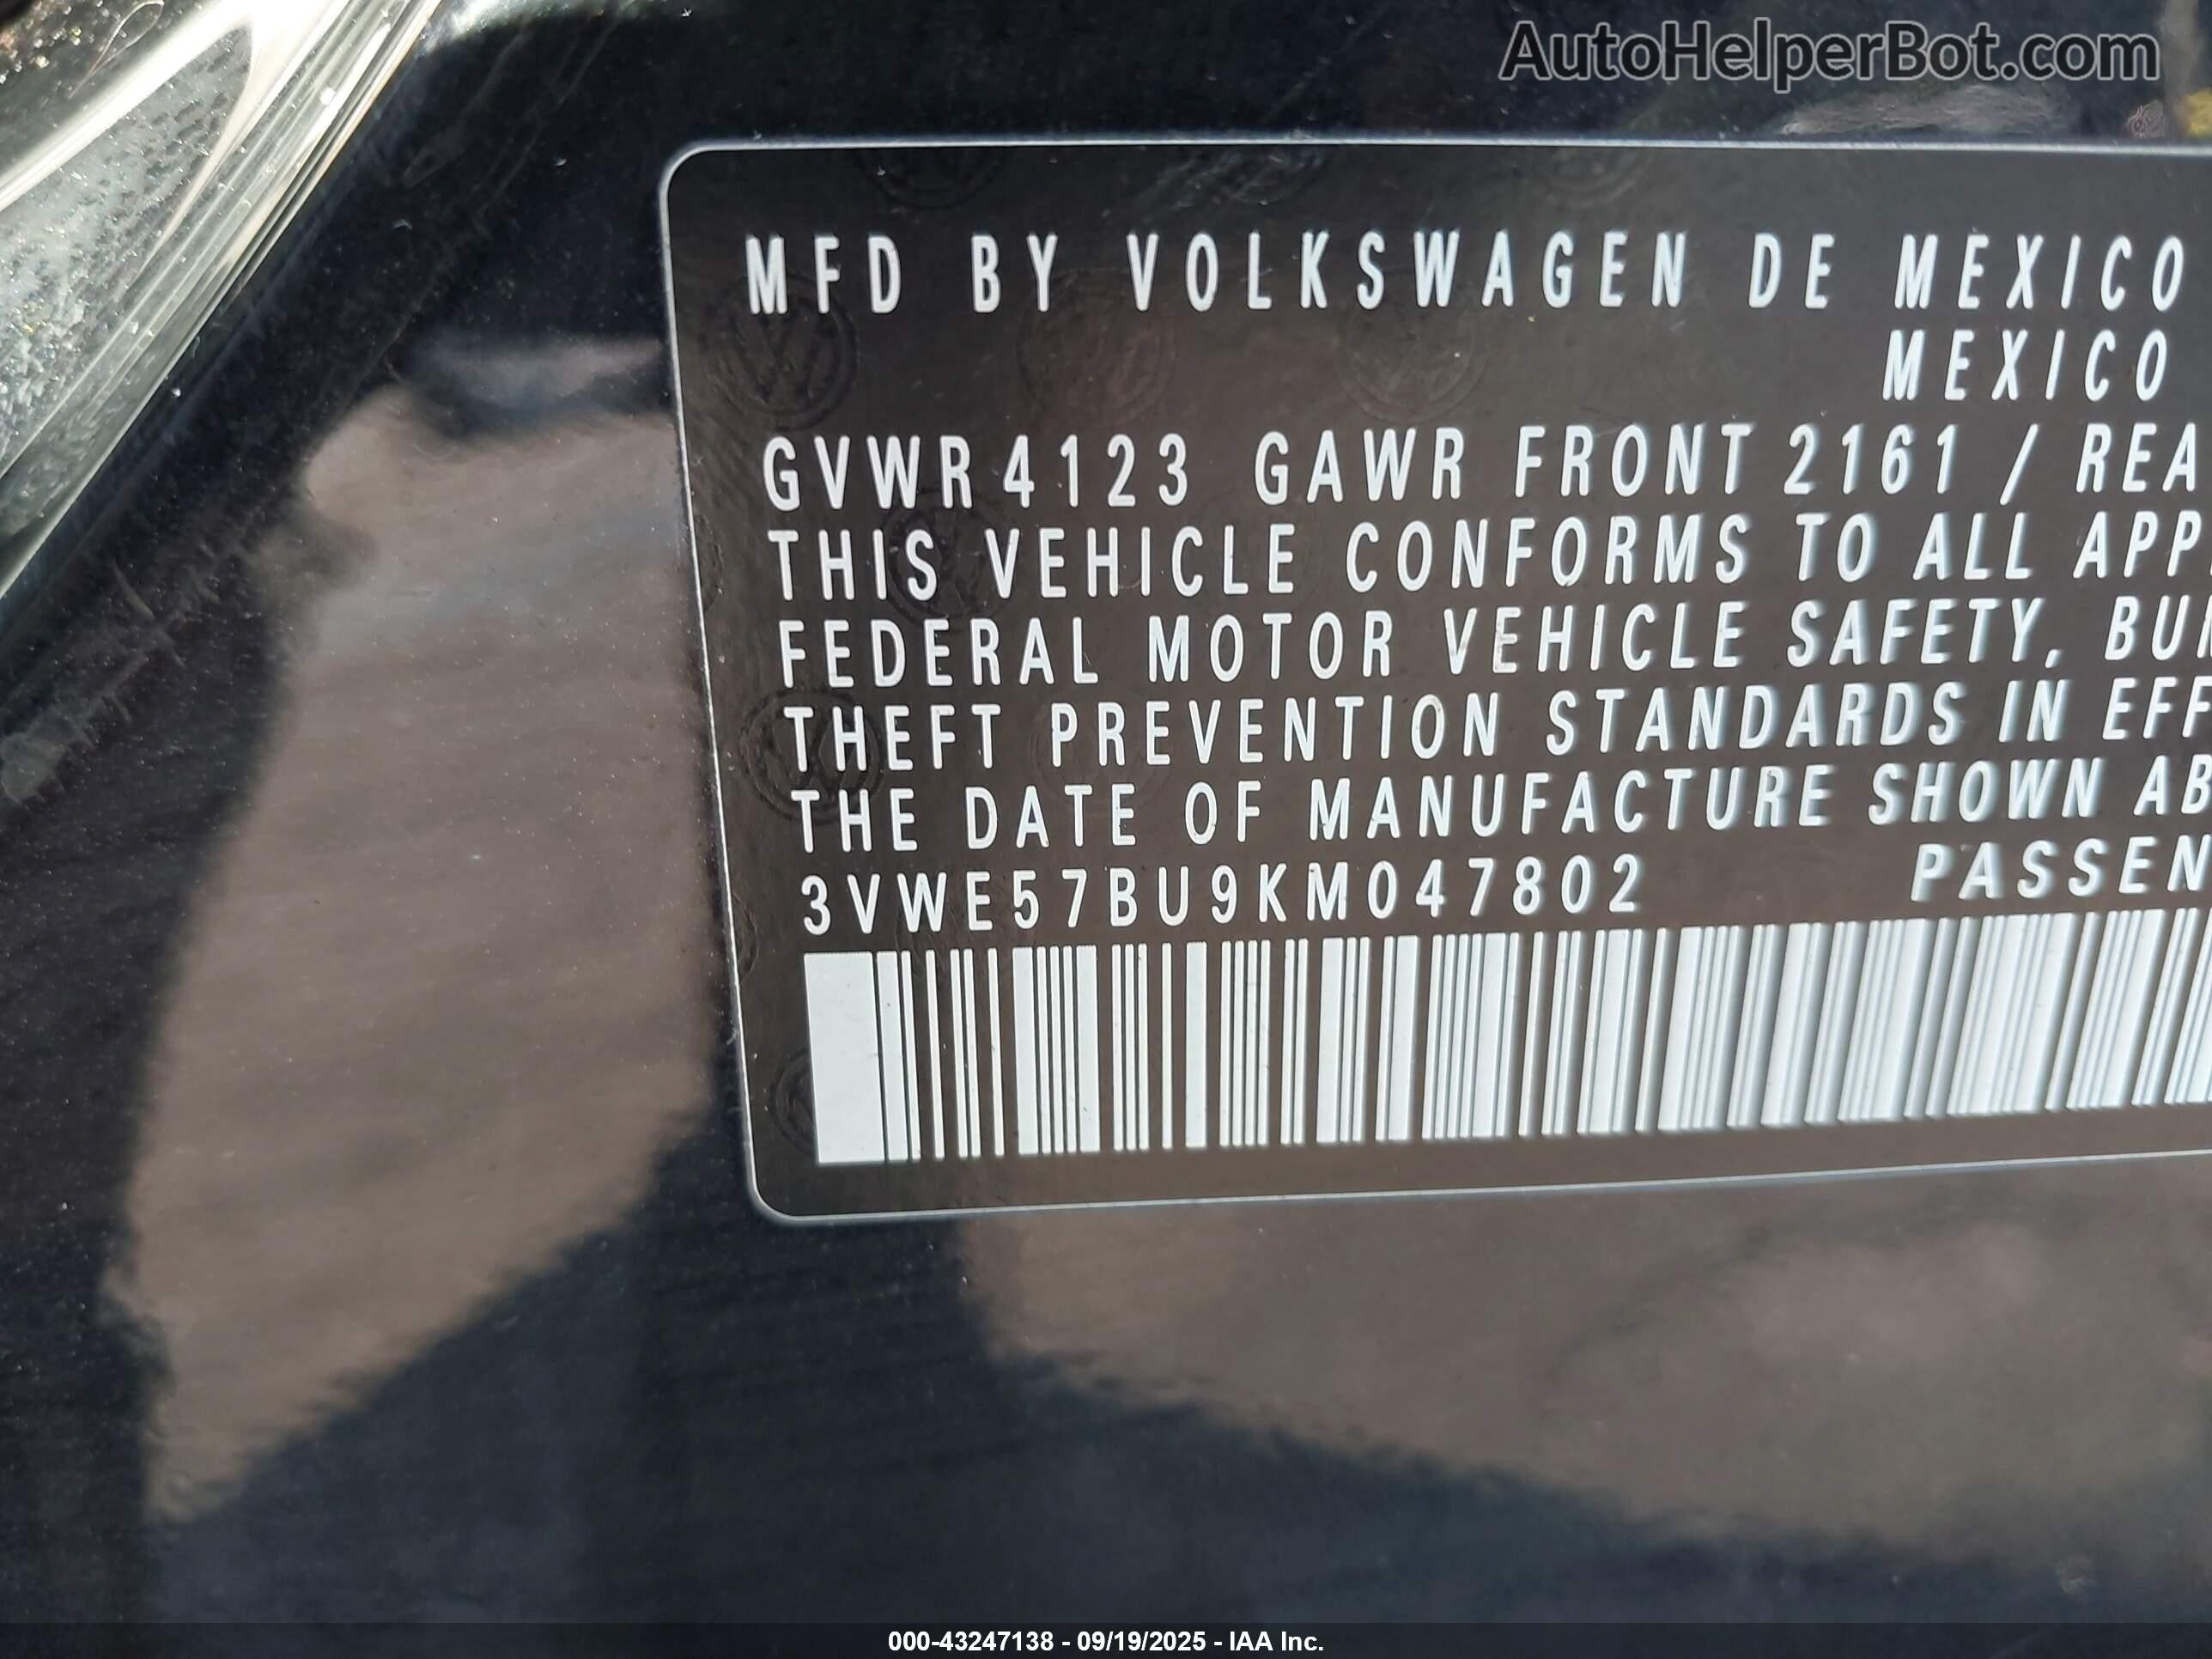 AutoHelperBot.com
MFD BY VOLKSWAGEN DE MEXICO
MEXICO
GVWR 4123 GAWR FRONT 2161 / REA
THIS VEHICLE CONFORMS TO ALL APP
FEDERAL MOTOR VEHICLE SAFETY, BU
THEFT PREVENTION STANDARDS IN EFF
THE DATE OF MANUFACTURE SHOWN AB
3VWE57BU9KM047802 PASSEN
000-43247138 - 09/19/2025 - IAA Inc.